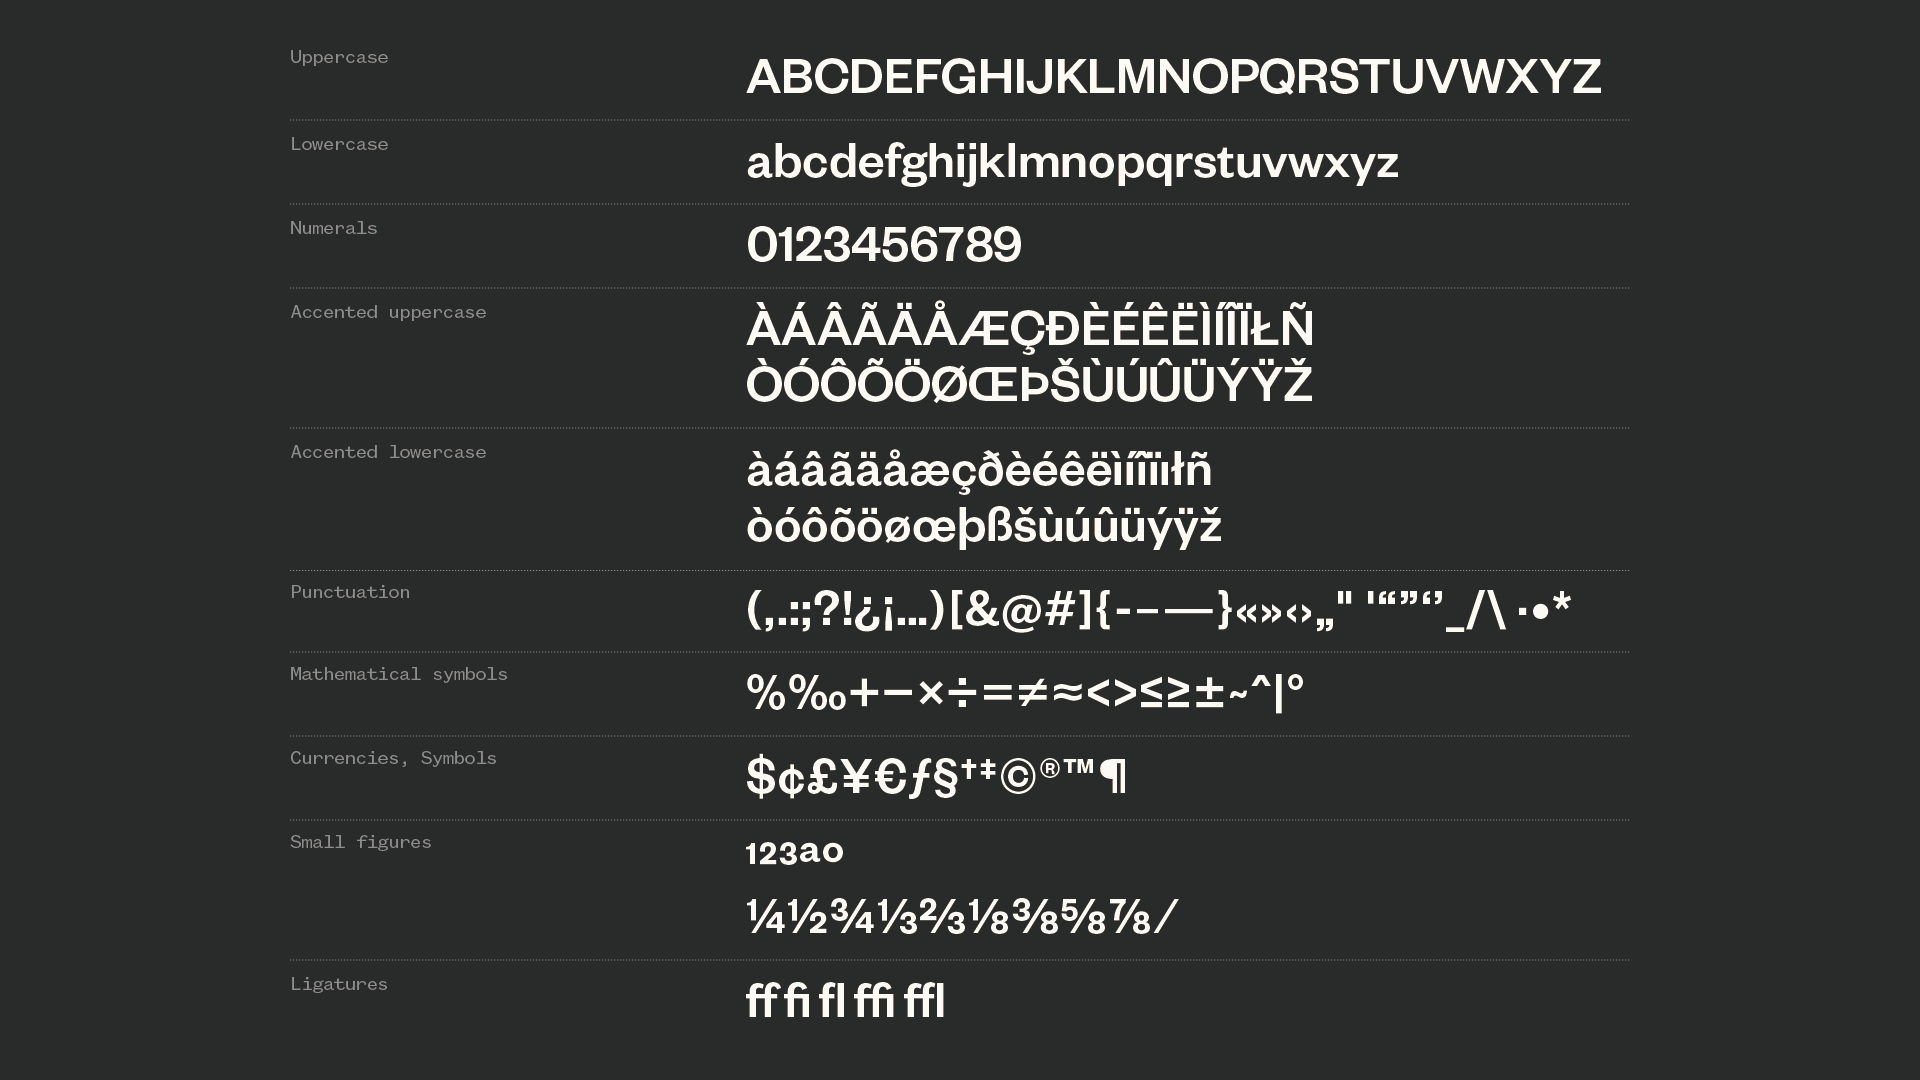 Uppercase
ABCDEFGHIJKLMNOPQRSTUVWXYZ
Lowercase
abcdefghijklmnopqrstuvwxyz
Numerals
0123456789
Accented uppercase
ÀÁÂÃÄÅÆÇÐÈÉÊËÌÍÎÏŁÑ
ÒÓÔÕÖØŒÞŠÙÚÛÜÝŸŽ
Accented lowercase
àáâãäåæçðèéêëìíîïıłñ
òóôõöøœþßšùúûüýÿž
Punctuation
(,.:;?!¿¡…)[&@#]{-–—}«»‹›„" '“”‘’_/\ ·•*
Mathematical symbols
%‰+−×÷=≠≈<>≤≥±~^|°
Currencies, Symbols
$¢£¥€ƒ§†‡©®™¶
Small figures
123ao
¼½¾⅓⅔⅛⅜⅝⅞⁄
Ligatures
ff fi fl ffi ffl